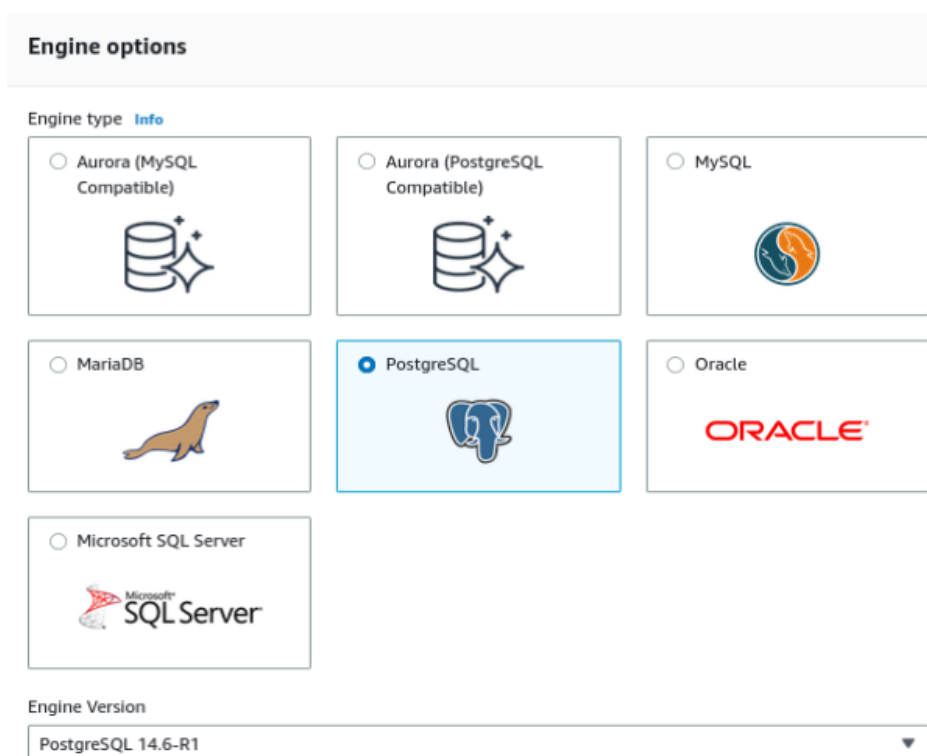 Engine options
Engine type Info
Aurora (MySQL
Compatible)
Aurora (PostgreSQL
Compatible)
MySQL
MariaDB
PostgreSQL
Oracle
ORACLE
Microsoft SQL Server
Microsoft
SQL Server
Engine Version
PostgreSQL 14.6-R1